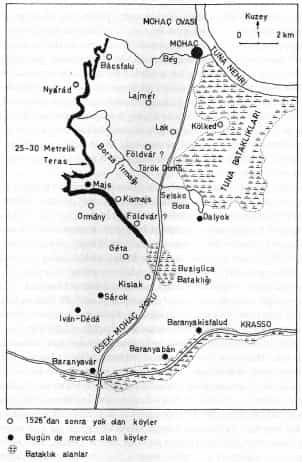 MOHAÇ OVASI
Kuzey
0 1 2 km
MOHAÇ
TUNA NEHRİ
Bácsfalu
Bég
Nyárád
Lajmér
Lak
Kölked
TUNA BATAKLIKLARI
25-30 Metrelik
Teras
Földvár ?
Borza Irmağı
Türk Domb
Majs
Kismajs
Selsko
Bora
Dalyok
Ormány
Földvár ?
Géta
Buziglica
Bataklığı
Kislak
Sárok
ÖSEK-MOHAÇ YOLU
Iván-Dédá
Baranyakisfalud
KRASSO
Baranyabán
Baranyavár
1526'dan sonra yok olan köyler
Bugün de mevcut olan köyler
Bataklık alanlar